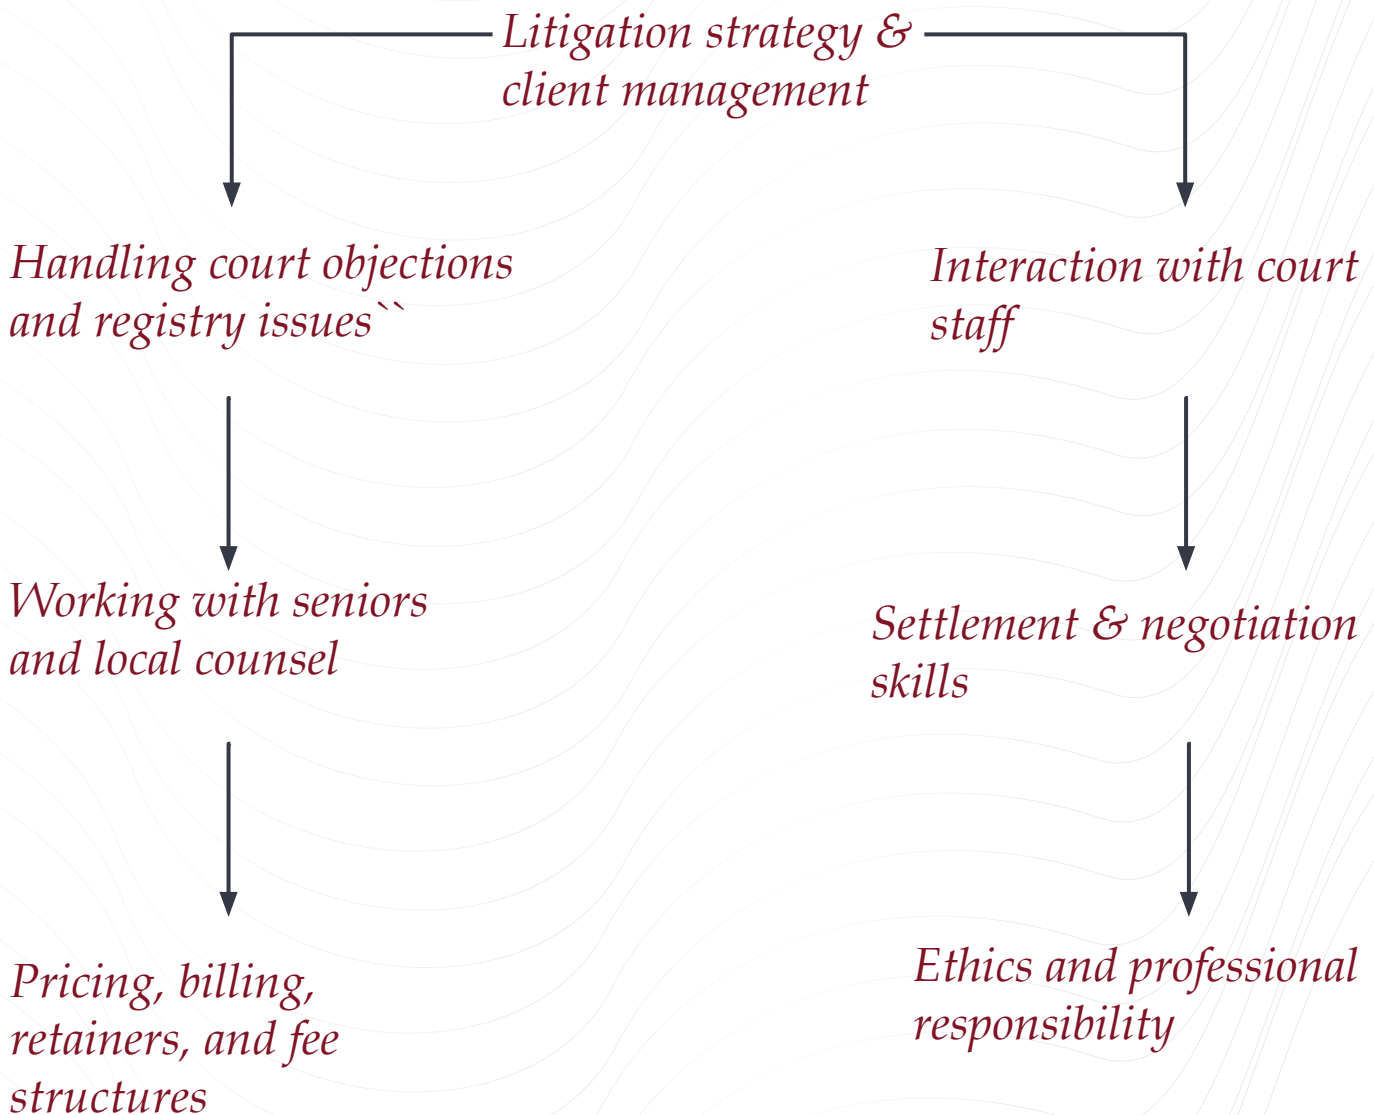 Litigation strategy &
client management
Handling court objections
and registry issues``
Interaction with court
staff
Working with seniors
and local counsel
Settlement & negotiation
skills
Pricing, billing,
retainers, and fee
structures
Ethics and professional
responsibility